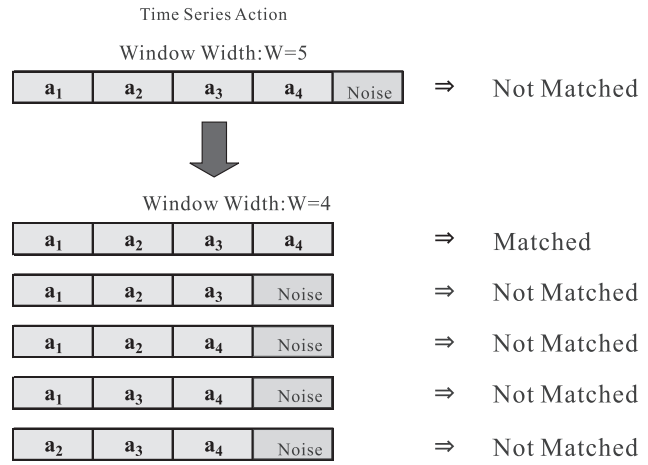 Time Series Action
Window Width:W=5
a₁ a₂ a₃ a₄ Noise ⇒ Not Matched
Window Width:W=4
a₁ a₂ a₃ a₄ ⇒ Matched
a₁ a₂ a₃ Noise ⇒ Not Matched
a₁ a₂ a₄ Noise ⇒ Not Matched
a₁ a₃ a₄ Noise ⇒ Not Matched
a₂ a₃ a₄ Noise ⇒ Not Matched